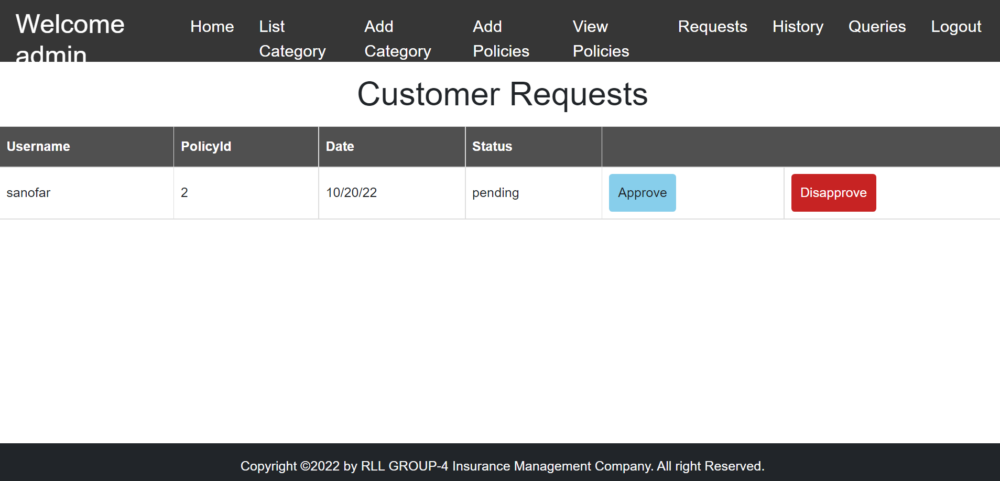 Welcome admin
Home
List Category
Add Category
Add Policies
View Policies
Requests
History
Queries
Logout
Customer Requests
Username PolicyId Date Status
sanofar 2 10/20/22 pending Approve Disapprove
Copyright ©2022 by RLL GROUP-4 Insurance Management Company. All right Reserved.